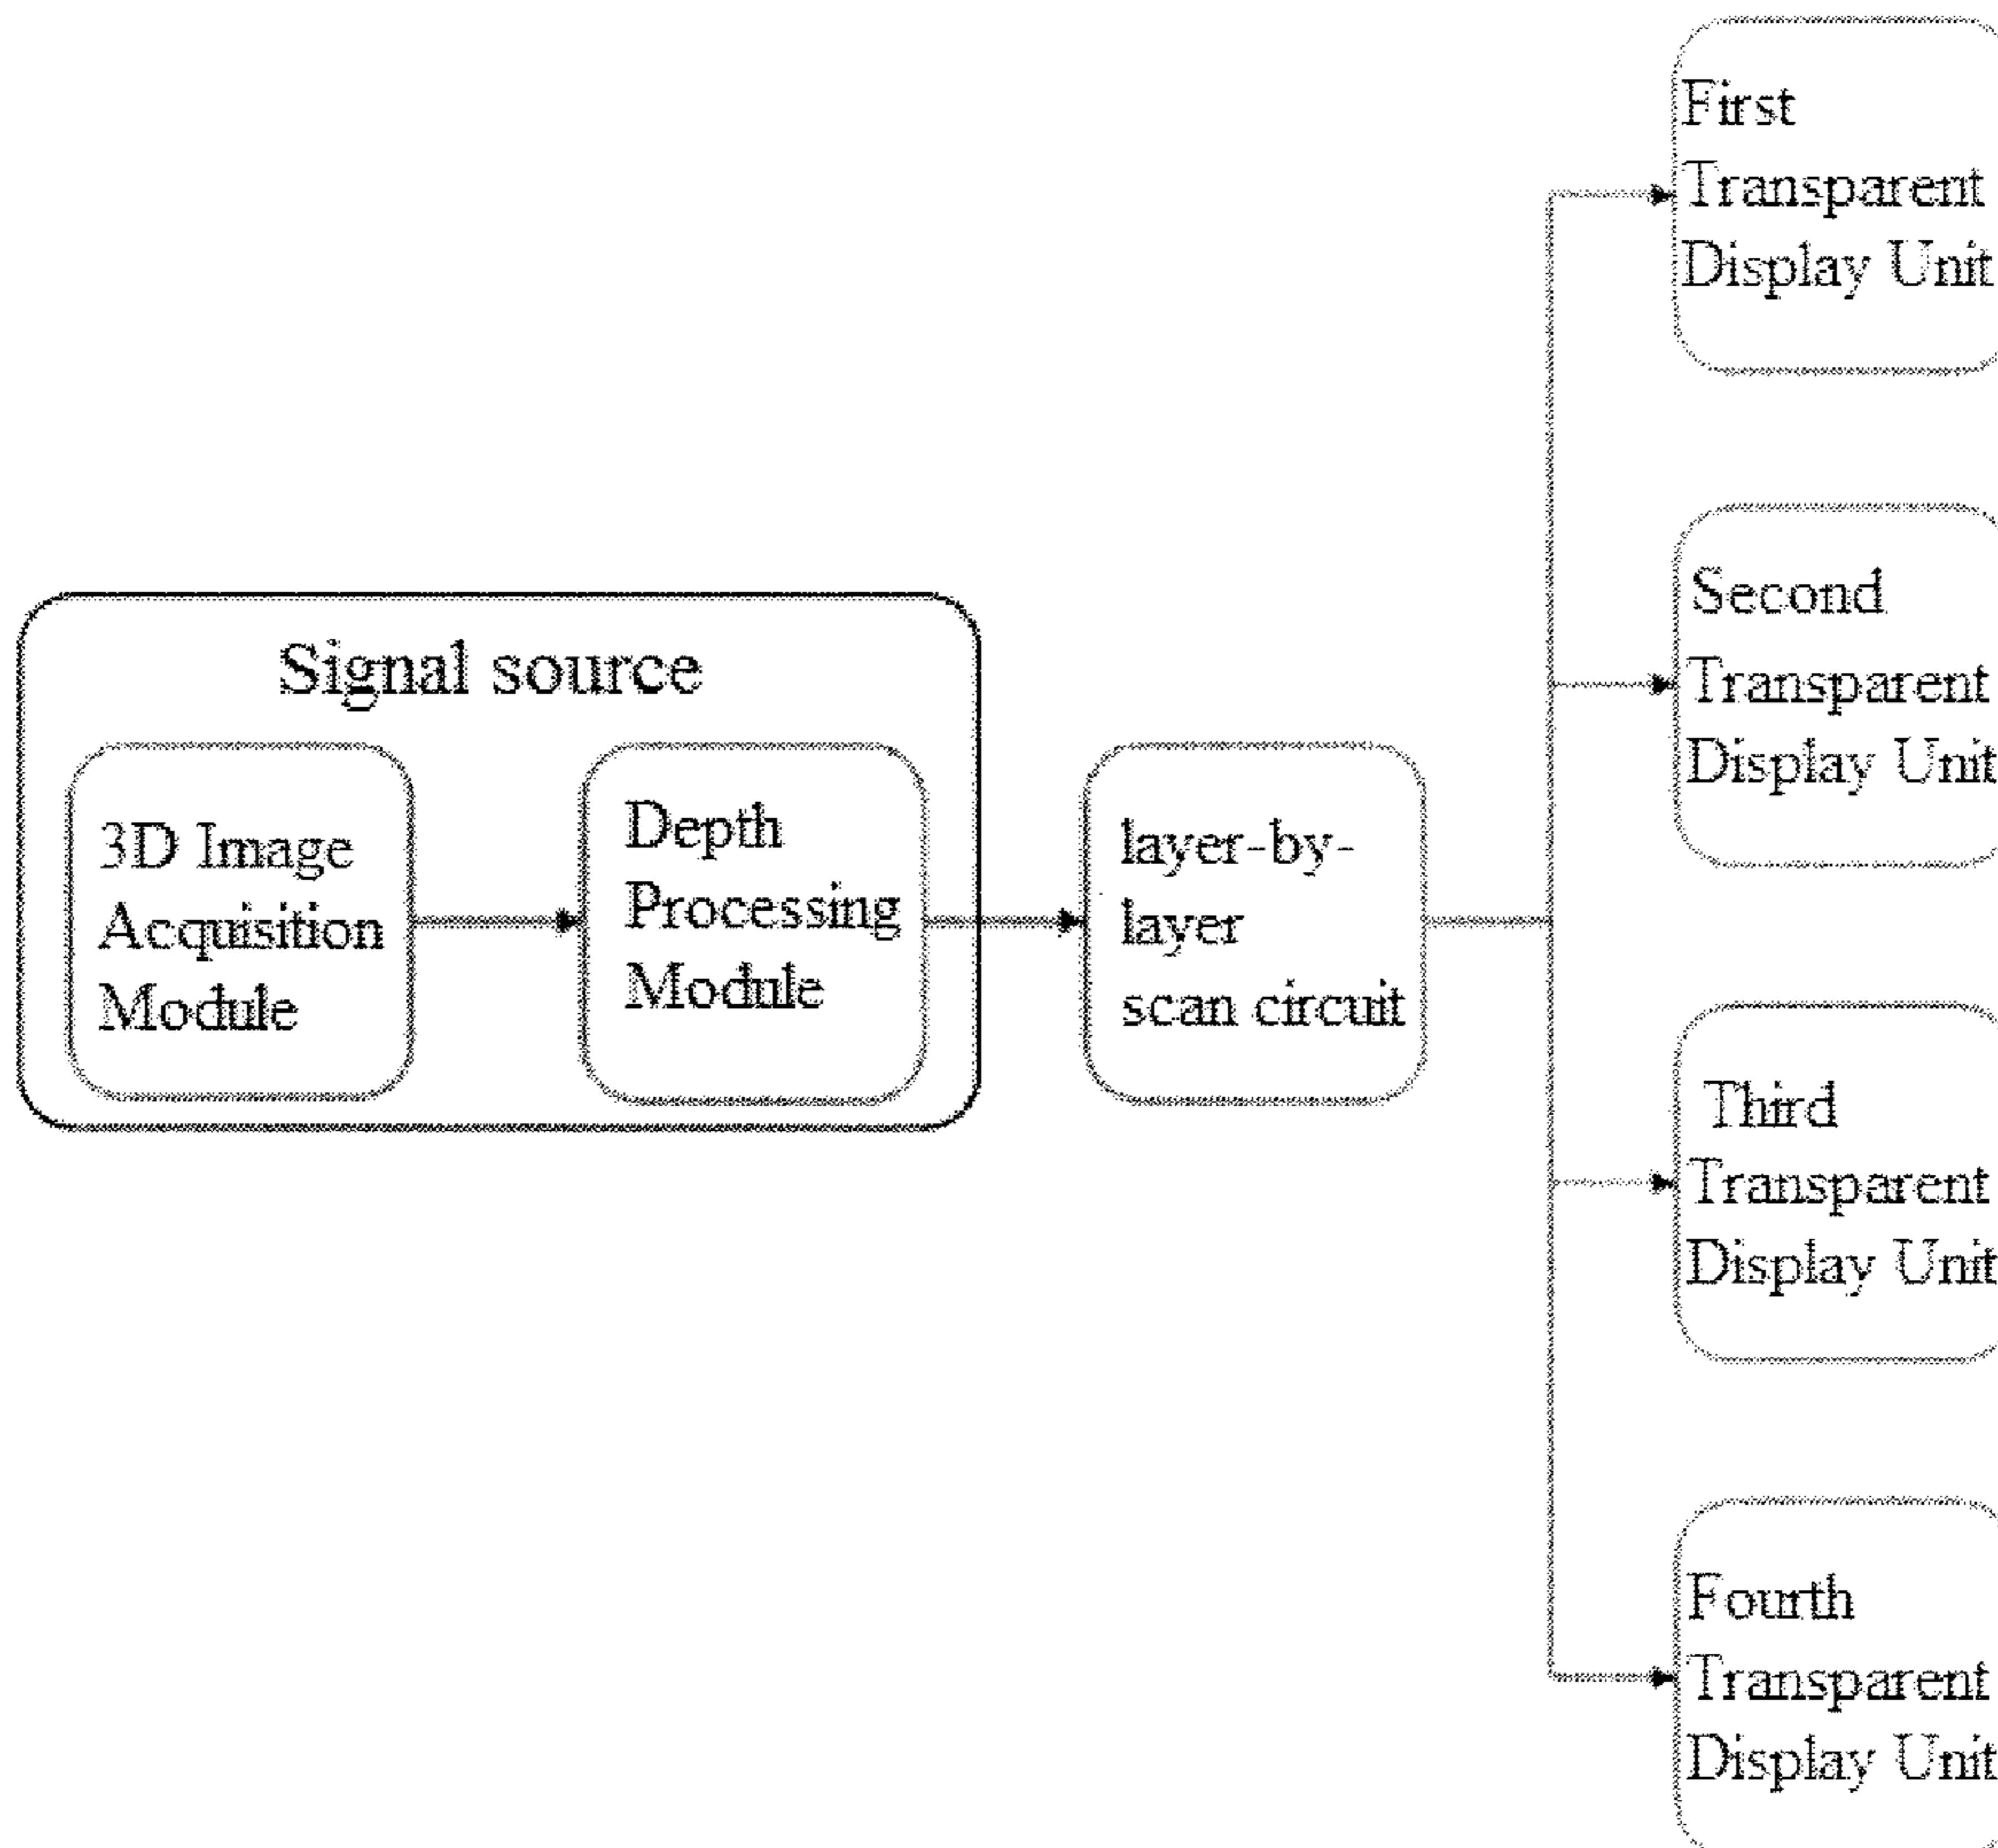 Signal source
3D Image
Acquisition
Module
Depth
Processing
Module
layer-by-
layer
scan circuit
First
Transparent
Display Unit
Second
Transparent
Display Unit
Third
Transparent
Display Unit
Fourth
Transparent
Display Unit